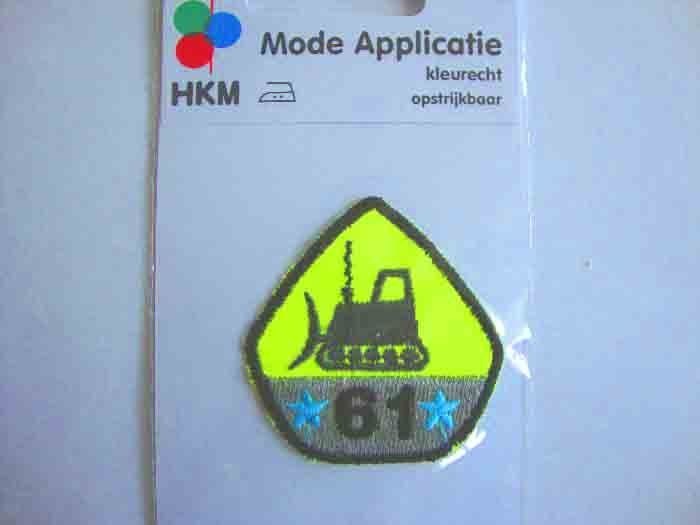 Mode Applicatie
kleurecht
HKM
opstrijkbaar
61